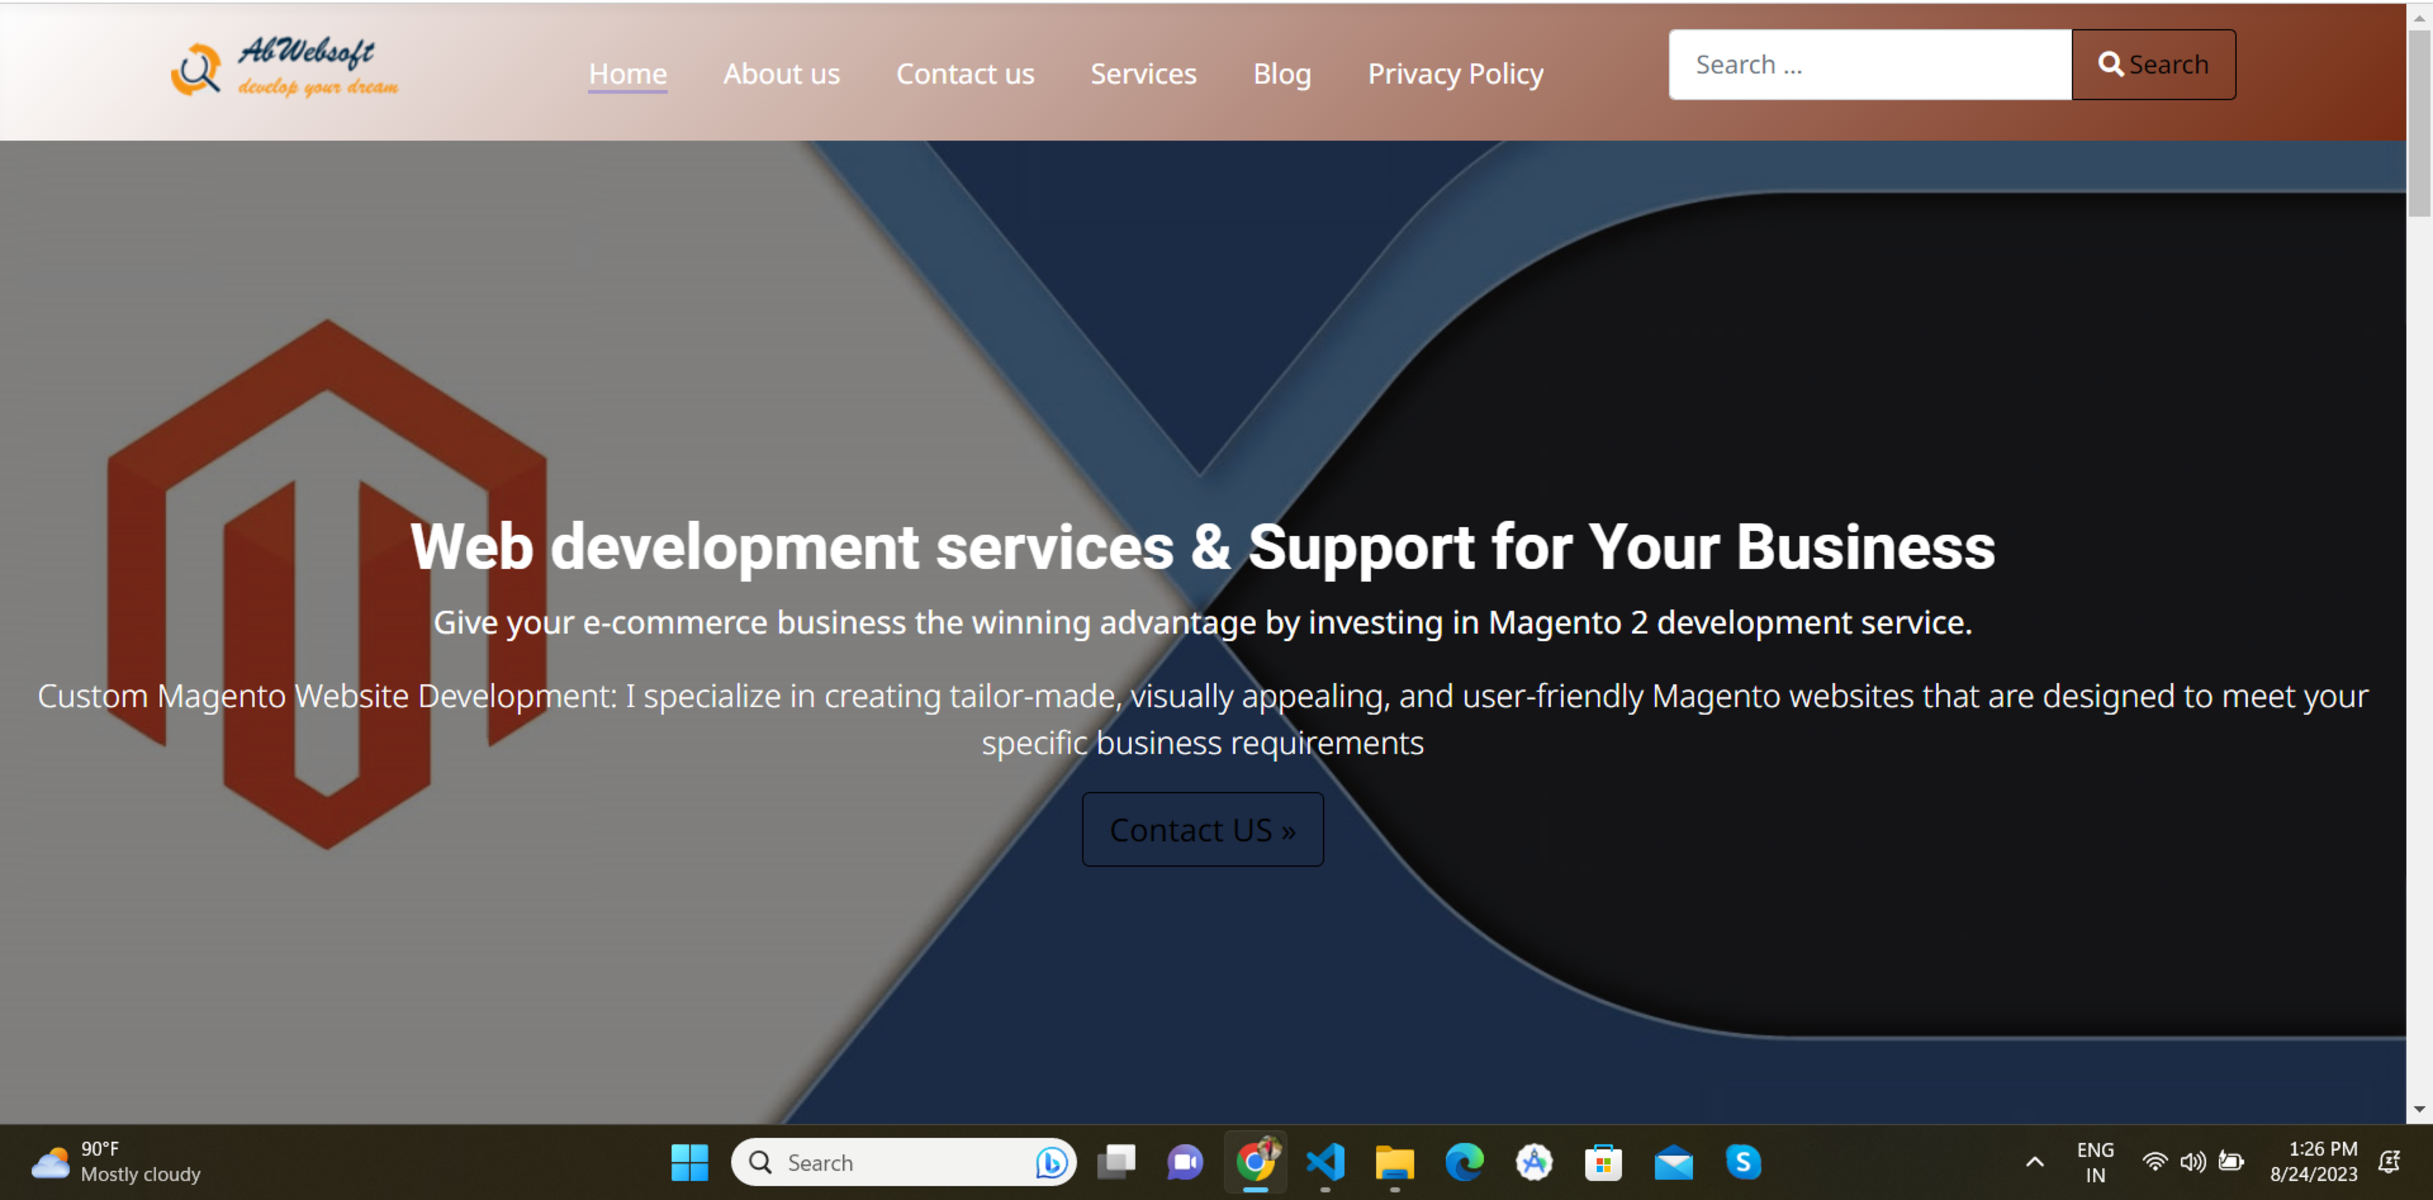 AbWebsoft
develop your dream
Home About us Contact us Services Blog Privacy Policy
Search ... Search
Web development services & Support for Your Business
Give your e-commerce business the winning advantage by investing in Magento 2 development service.
Custom Magento Website Development: I specialize in creating tailor-made, visually appealing, and user-friendly Magento websites that are designed to meet your
specific business requirements
Contact US »
90°F
Mostly cloudy
Search
ENG
IN
1:26 PM
8/24/2023